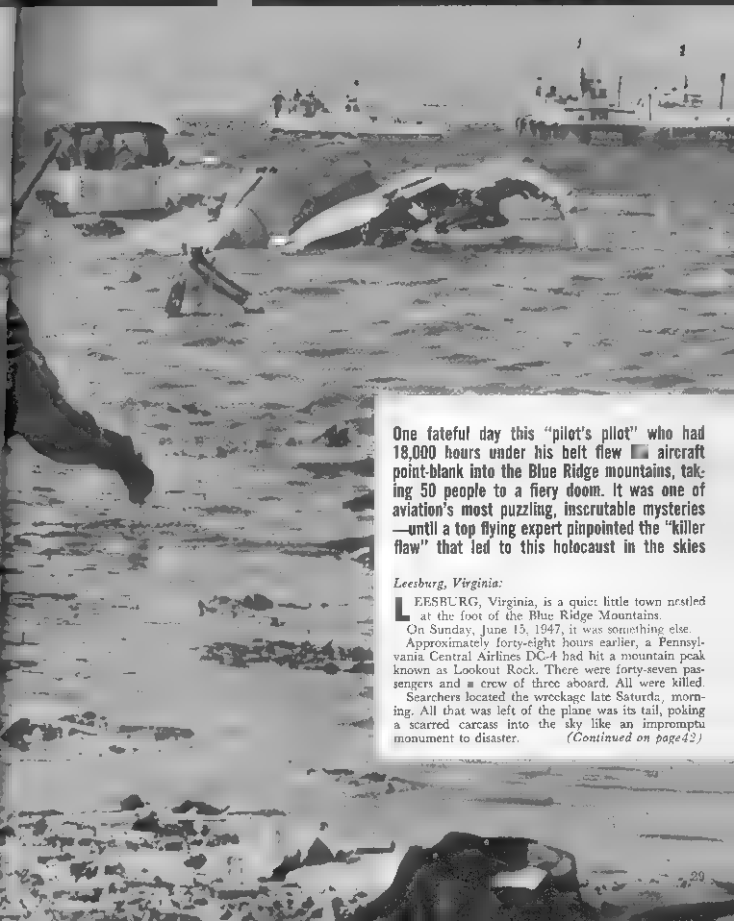 One fateful day this "pilot's pilot" who had
18,000 hours under his belt flew aircraft
point-blank into the Blue Ridge mountains, tak-
ing 50 people to a fiery doom. It was one of
aviation's most puzzling, inscrutable mysteries
—until a top flying expert pinpointed the "killer
flaw" that led to this holocaust in the skies
Leesburg, Virginia:
LEESBURG, Virginia, is a quiet little town nestled
at the foot of the Blue Ridge Mountains.
On Sunday, June 15, 1947, it was something else.
Approximately forty-eight hours earlier, a Pennsyl-
vania Central Airlines DC-4 had hit a mountain peak
known as Lookout Rock. There were forty-seven pas-
sengers and a crew of three aboard. All were killed.
Searchers located the wreckage late Saturda, morn-
ing. All that was left of the plane was its tail, poking
a scarred carcass into the sky like an impromptu
monument to disaster. (Continued on page 42)
29